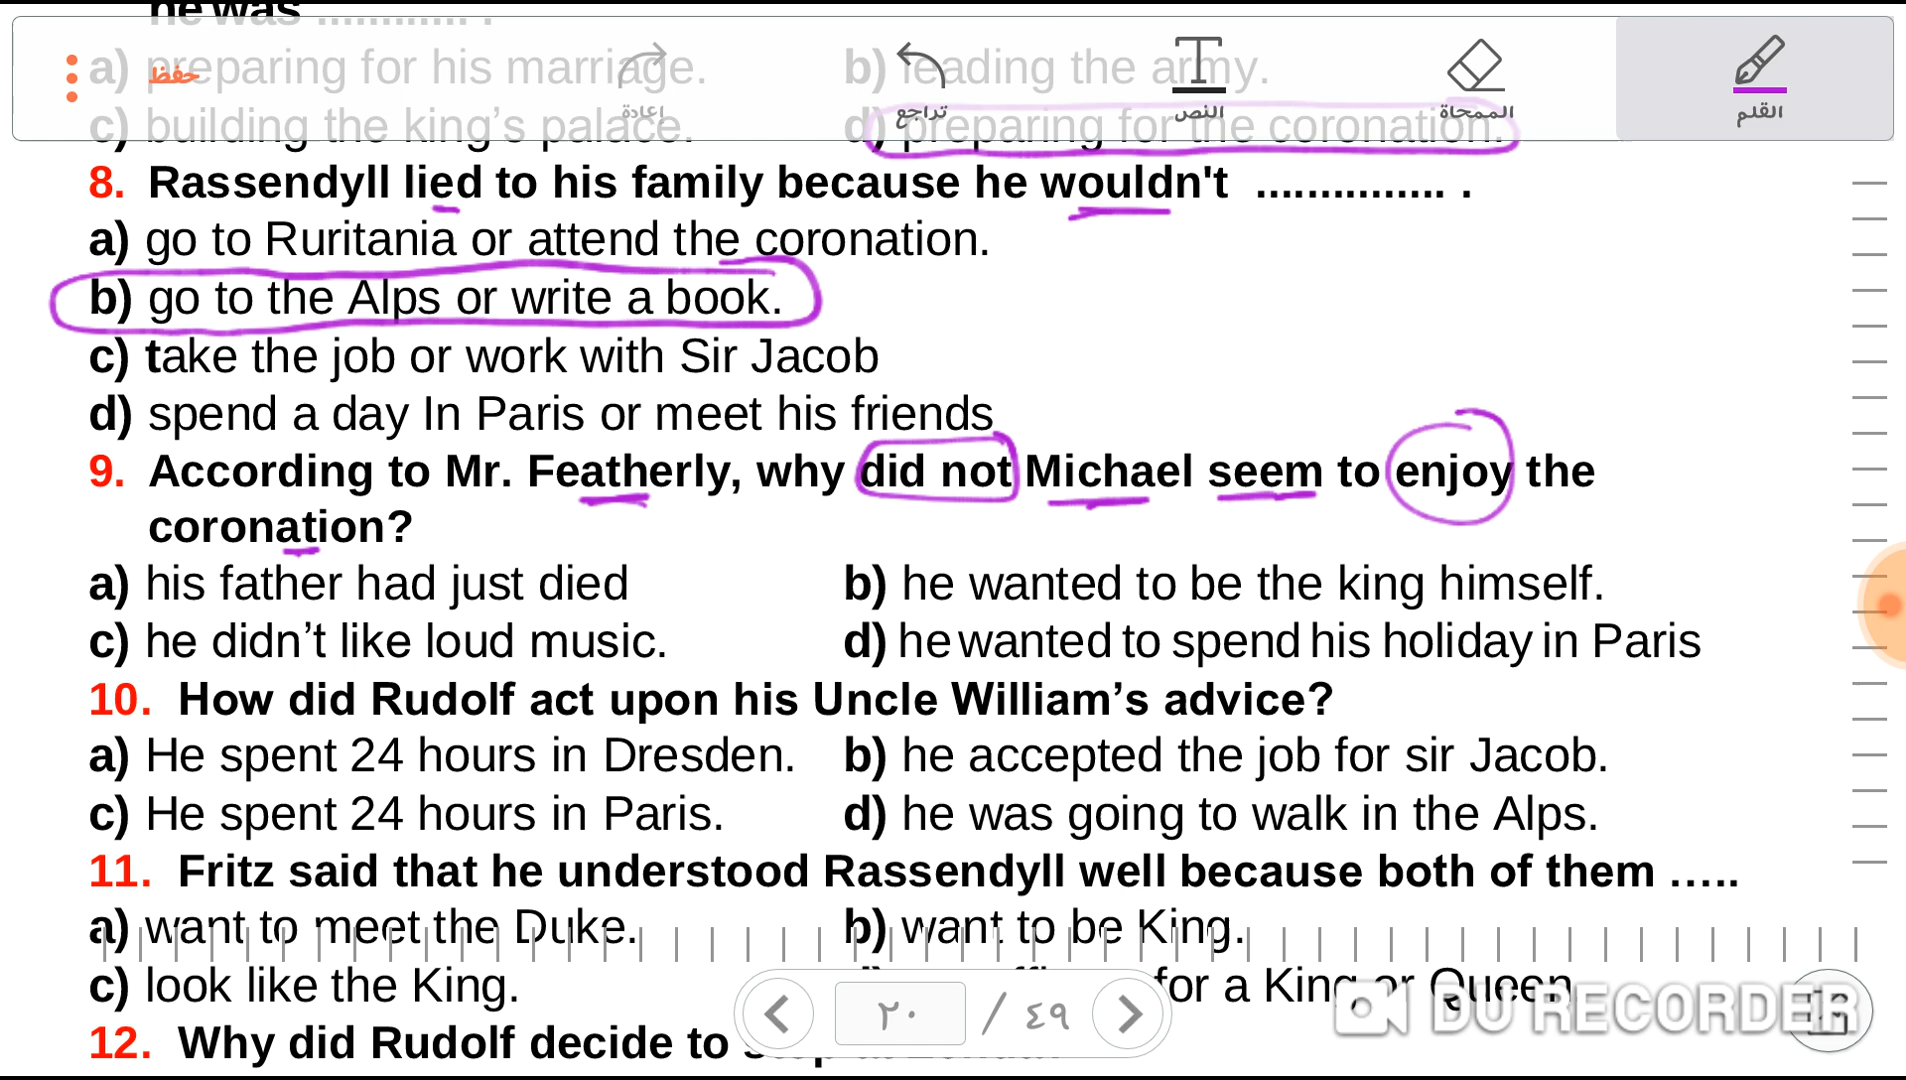 he was ............ .
a) preparing for his marriage. b) leading the army.
حفظ
اعادة
تراجع
النص
الممحاة
القلم
c) building the king's palace. d) preparing for the coronation.
8. Rassendyll lied to his family because he wouldn't ............... .
a) go to Ruritania or attend the coronation.
b) go to the Alps or write a book.
c) take the job or work with Sir Jacob
d) spend a day In Paris or meet his friends
9. According to Mr. Featherly, why did not Michael seem to enjoy the
coronation?
a) his father had just died b) he wanted to be the king himself.
c) he didn’t like loud music. d) he wanted to spend his holiday in Paris
10. How did Rudolf act upon his Uncle William’s advice?
a) He spent 24 hours in Dresden. b) he accepted the job for sir Jacob.
c) He spent 24 hours in Paris. d) he was going to walk in the Alps.
11. Fritz said that he understood Rassendyll well because both of them .....
a) want to meet the Duke. b) want to be King.
c) look like the King. for a King or Queen
٢٠ / ٤٩
DU RECORDER
12. Why did Rudolf decide to